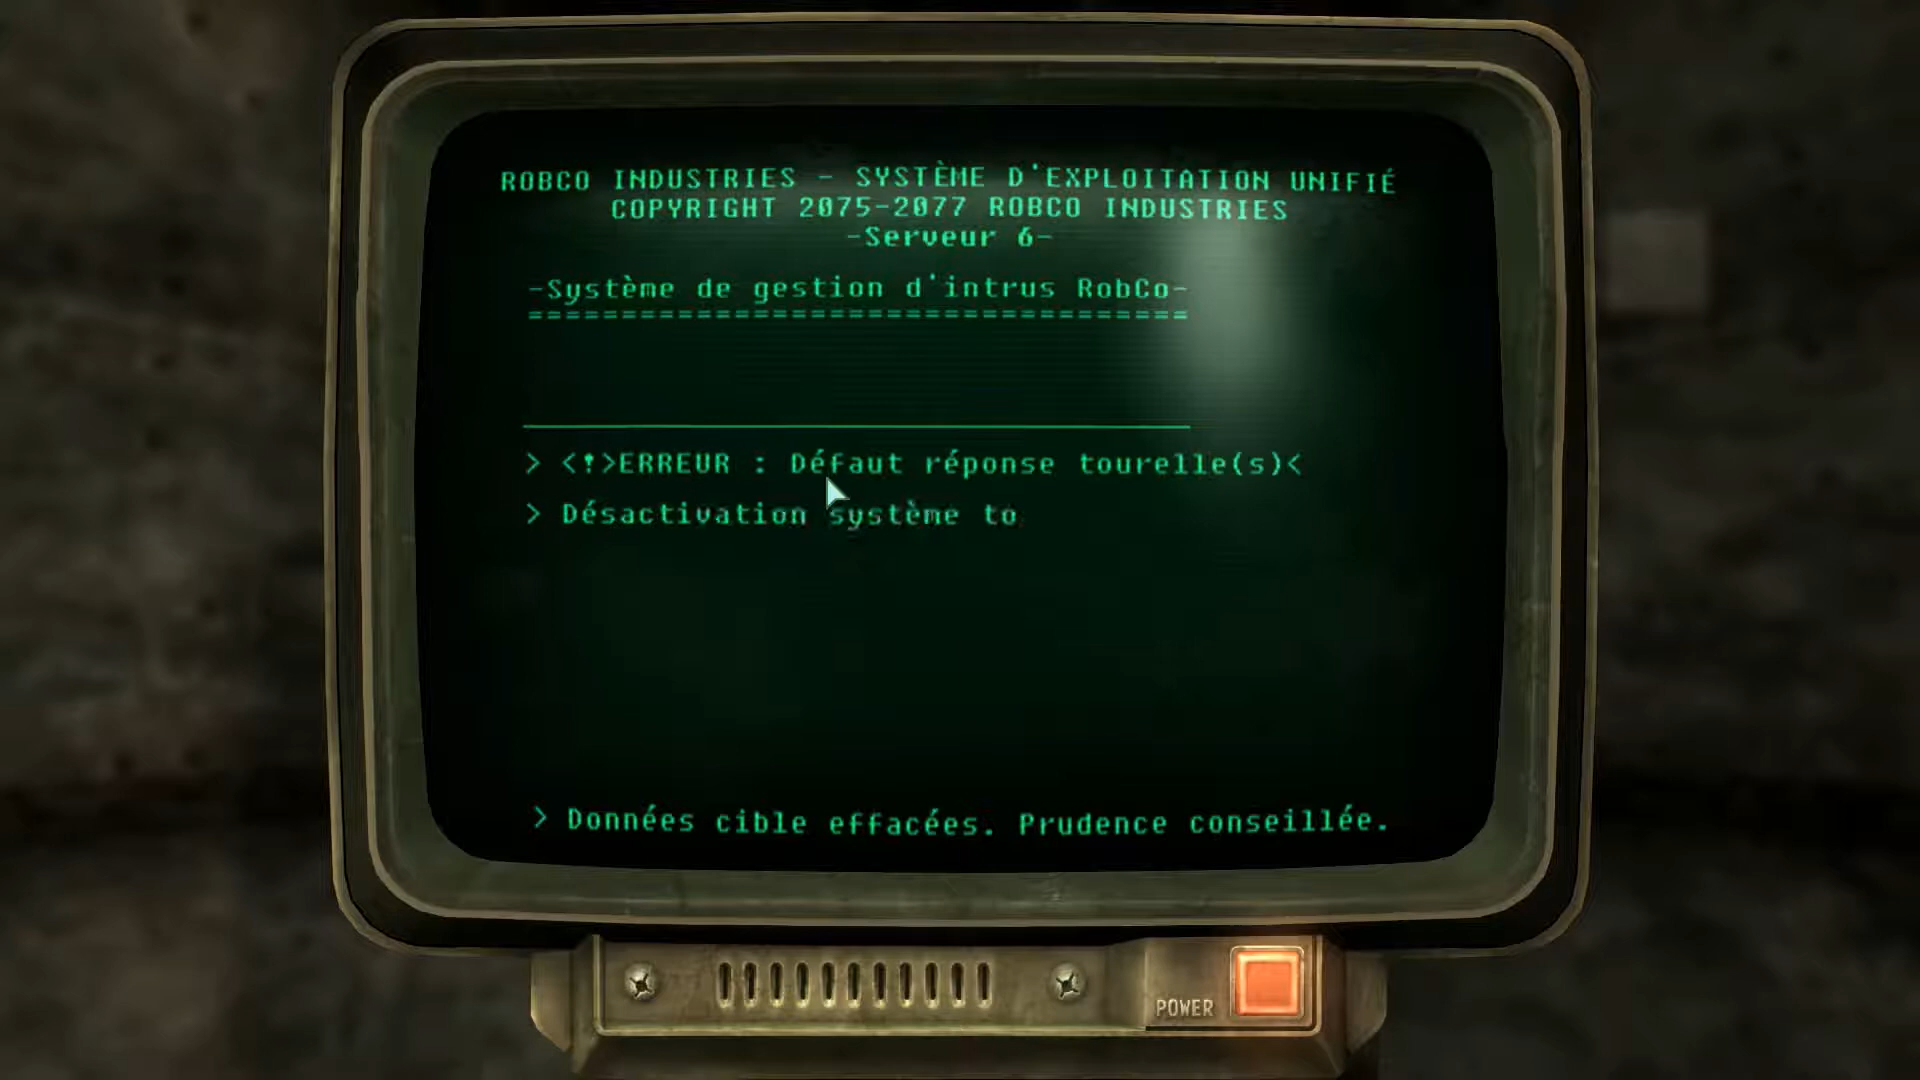 ROBCO INDUSTRIES - SYSTÈME D'EXPLOITATION UNIFIÉ
COPYRIGHT 2075-2077 ROBCO INDUSTRIES
-Serveur 6-
-Système de gestion d'intrus RobCo-
====================================
> <!>ERREUR : Défaut réponse tourelle(s)<
> Désactivation système to
> Données cible effacées. Prudence conseillée.
POWER